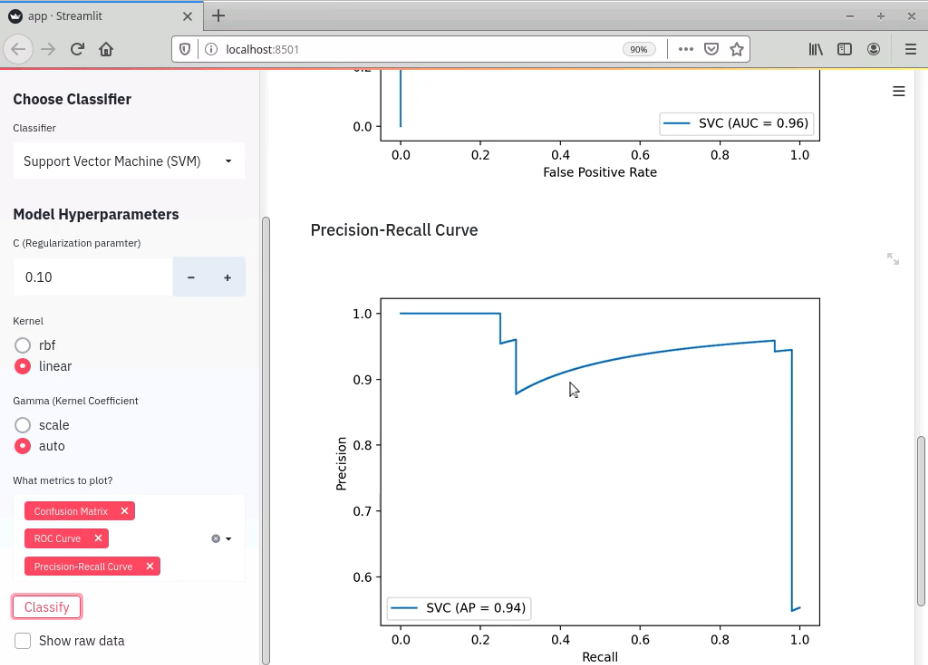 app · Streamlit
localhost:8501
90%
Choose Classifier
Classifier
Support Vector Machine (SVM)
Model Hyperparameters
C (Regularization paramter)
0.10
- +
Kernel
rbf
linear
Gamma (Kernel Coefficient
scale
auto
What metrics to plot?
Confusion Matrix ×
ROC Curve ×
Precision-Recall Curve ×
Classify
Show raw data
0.2
0.0
SVC (AUC = 0.96)
0.0 0.2 0.4 0.6 0.8 1.0
False Positive Rate
Precision-Recall Curve
1.0
0.9
0.8
0.7
0.6
Precision
SVC (AP = 0.94)
0.0 0.2 0.4 0.6 0.8 1.0
Recall